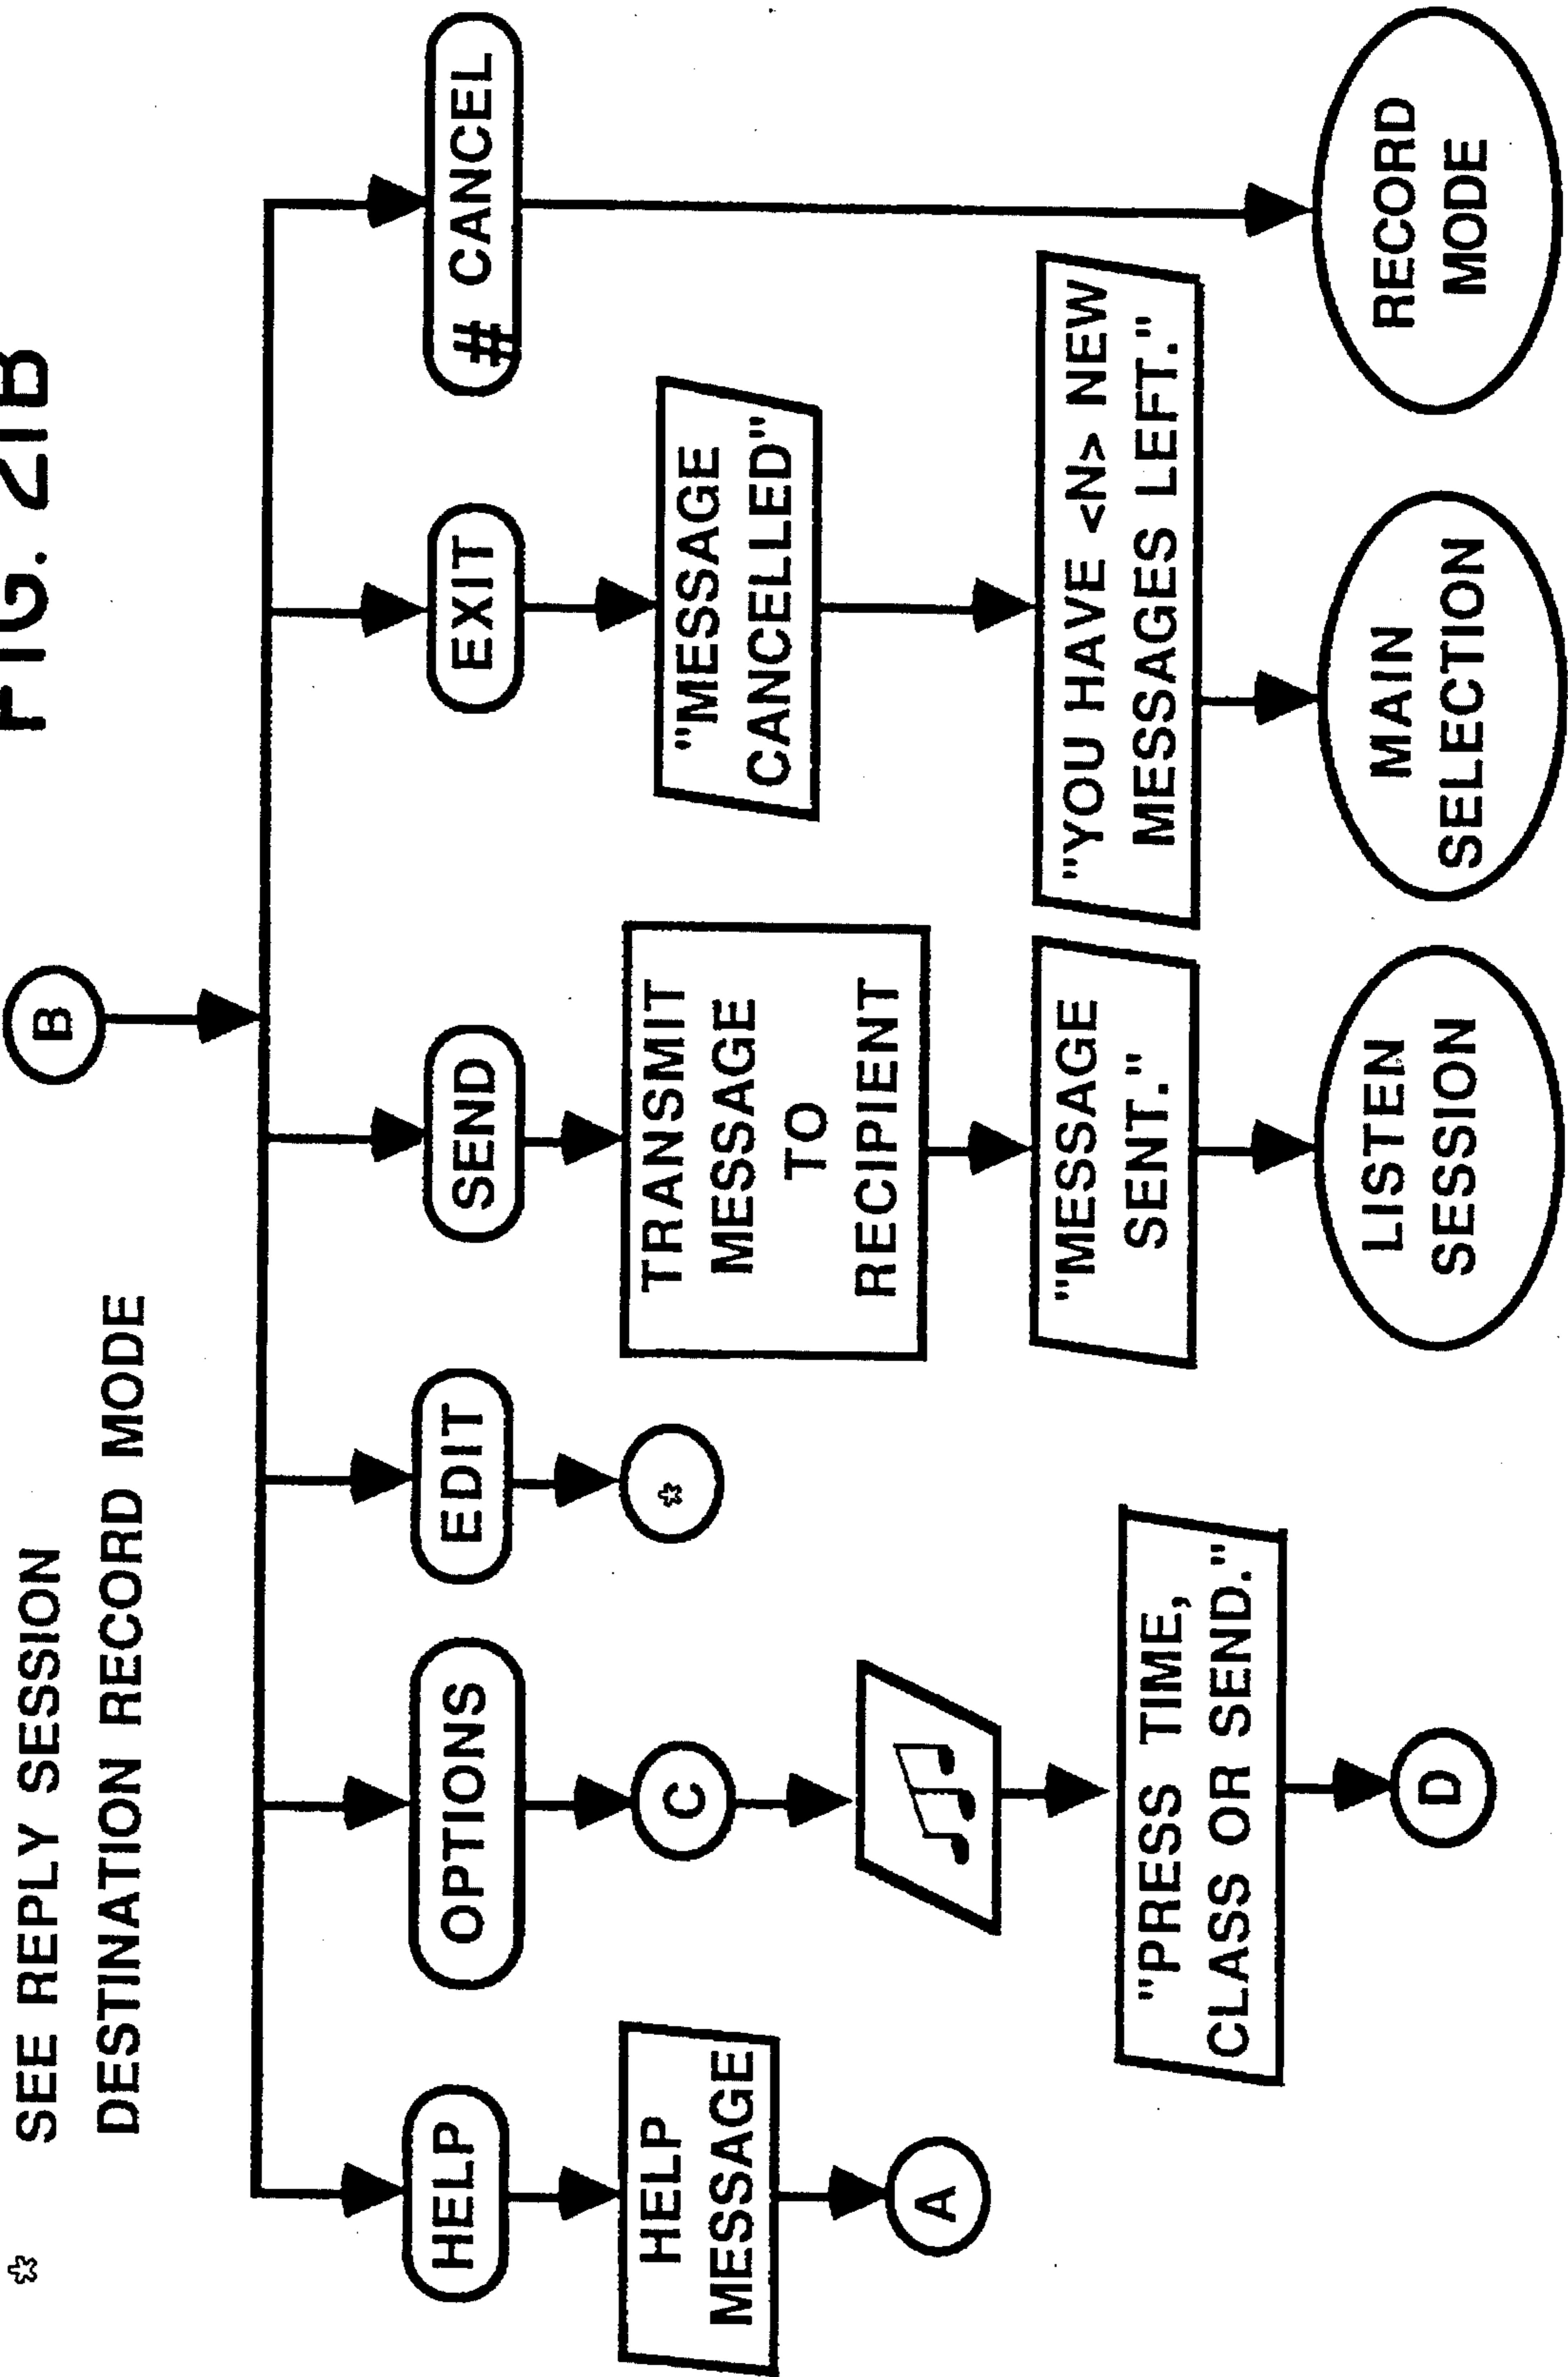 FIG. 21B
* SEE REPLY SESSION
DESTINATION RECORD MODE
B
HELP
OPTIONS
EDIT
SEND
EXIT
# CANCEL
HELP
MESSAGE
A
C
"PRESS TIME,
CLASS OR SEND."
D
*
TRANSMIT
MESSAGE
TO
RECIPIENT
"MESSAGE
SENT."
LISTEN
SESSION
"MESSAGE
CANCELLED"
"YOU HAVE <N> NEW
MESSAGES LEFT."
MAIN
SELECTION
RECORD
MODE